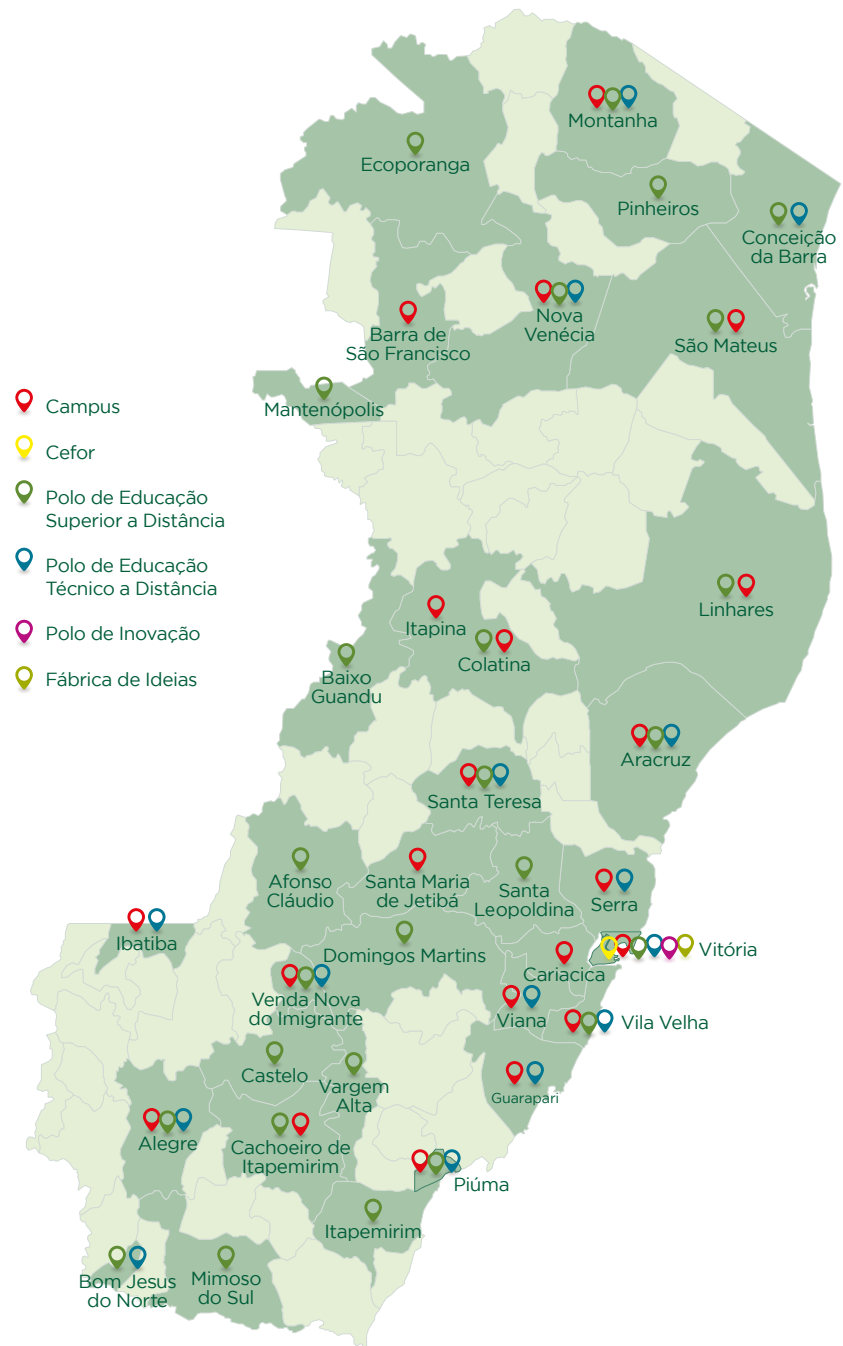 Montanha
Ecoporanga
Pinheiros
Conceição
da Barra
Nova
Venécia
Barra de
São Francisco
São Mateus
Mantenópolis
Campus
Cefor
Polo de Educação
Superior a Distância
Polo de Educação
Técnico a Distância
Polo de Inovação
Fábrica de Ideias
Linhares
Itapina
Colatina
Baixo
Guandu
Aracruz
Santa Teresa
Afonso
Cláudio
Santa Maria
de Jetibá
Santa
Leopoldina
Serra
Ibatiba
Domingos Martins
Vitória
Cariacica
Venda Nova
do Imigrante
Viana
Vila Velha
Castelo
Vargem
Alta
Guarapari
Alegre
Cachoeiro de
Itapemirim
Piúma
Itapemirim
Bom Jesus
do Norte
Mimoso
do Sul